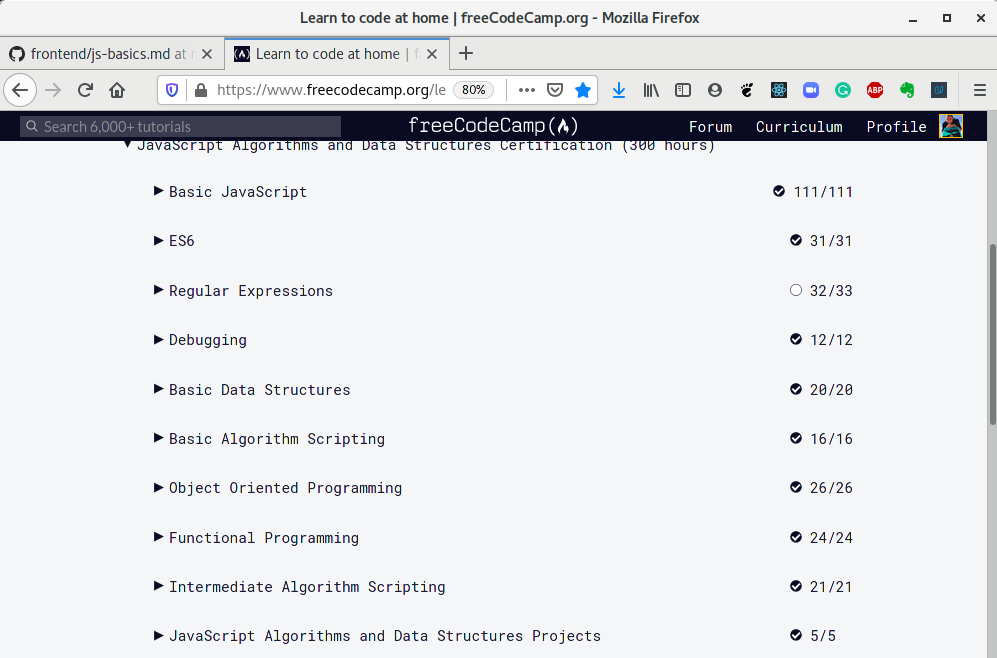 Learn to code at home | freeCodeCamp.org - Mozilla Firefox
frontend/js-basics.md at
Learn to code at home |
https://www.freecodecamp.org/le 80%
ABP
Search 6,000+ tutorials
freeCodeCamp
Forum Curriculum Profile
JavaScript Algorithms and Data Structures Certification (300 hours)
Basic JavaScript 111/111
ES6 31/31
Regular Expressions 32/33
Debugging 12/12
Basic Data Structures 20/20
Basic Algorithm Scripting 16/16
Object Oriented Programming 26/26
Functional Programming 24/24
Intermediate Algorithm Scripting 21/21
JavaScript Algorithms and Data Structures Projects 5/5